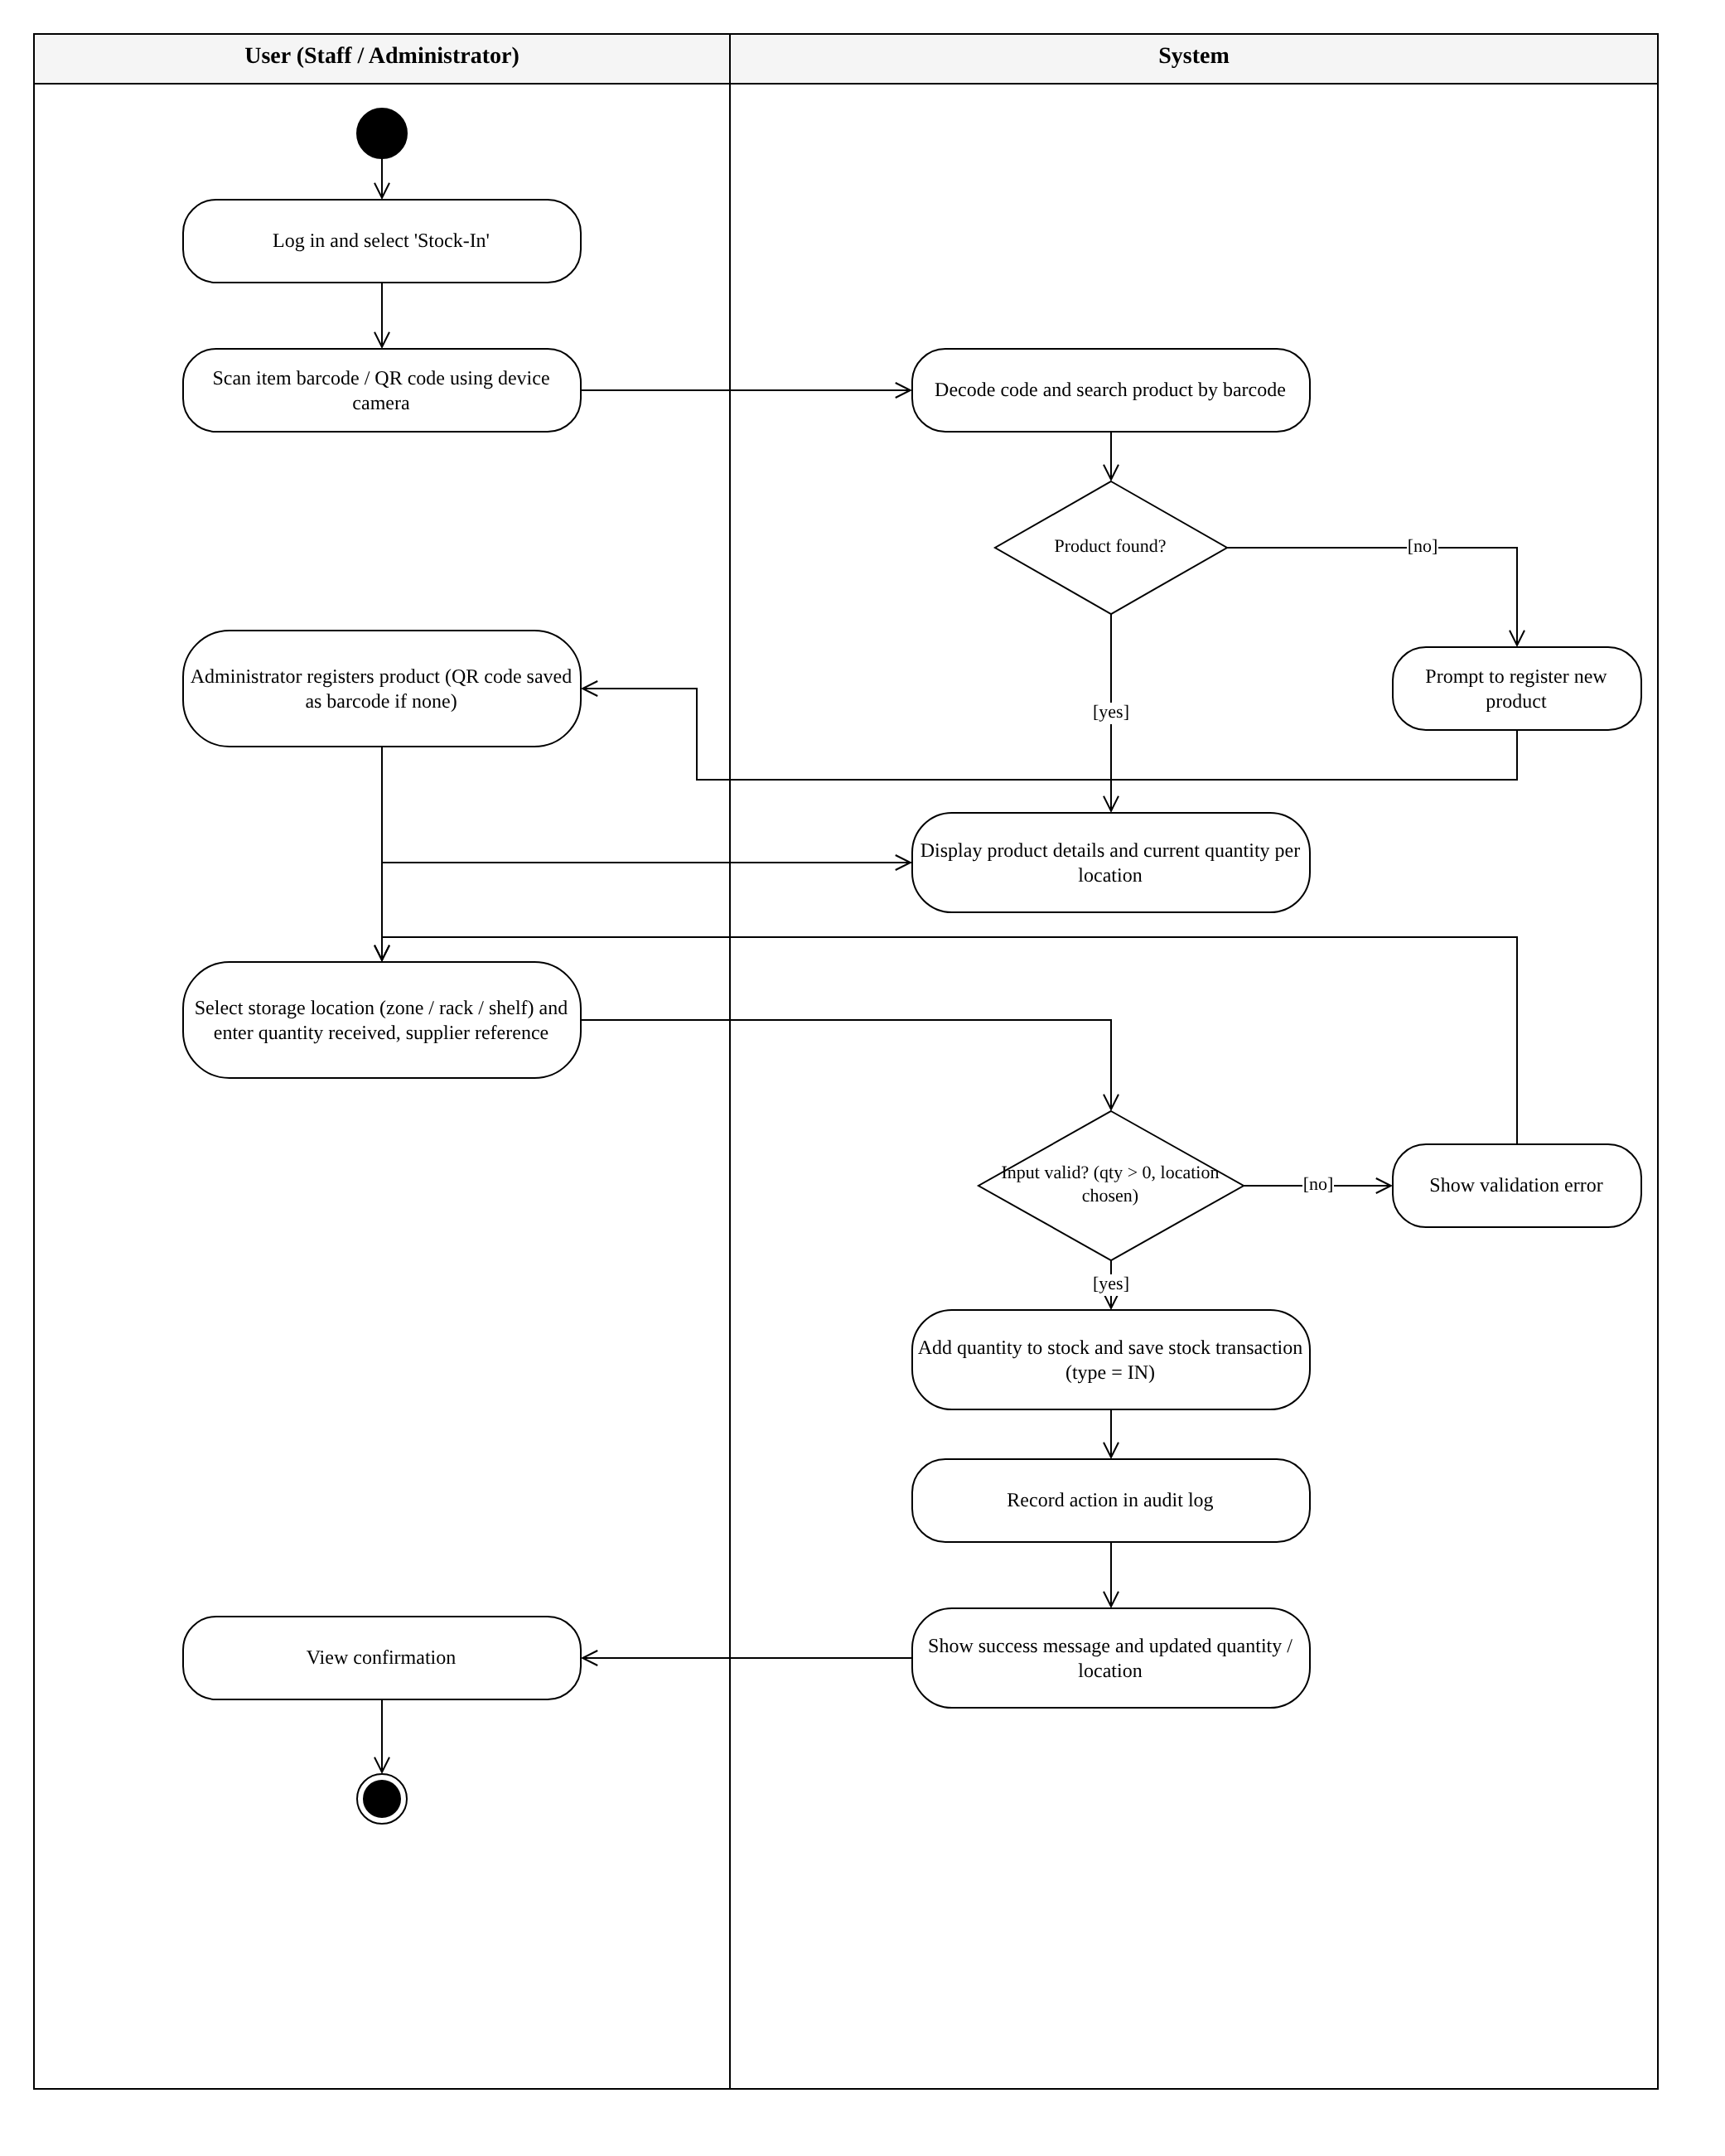 User (Staff / Administrator)
System
Log in and select 'Stock-In'
Scan item barcode / QR code using device
camera
Decode code and search product by barcode
Product found?
[no]
Administrator registers product (QR code saved
as barcode if none)
Prompt to register new
product
[yes]
Display product details and current quantity per
location
Select storage location (zone / rack / shelf) and
enter quantity received, supplier reference
Input valid? (qty > 0, location
chosen)
[no]
Show validation error
[yes]
Add quantity to stock and save stock transaction
(type = IN)
Record action in audit log
View confirmation
Show success message and updated quantity /
location